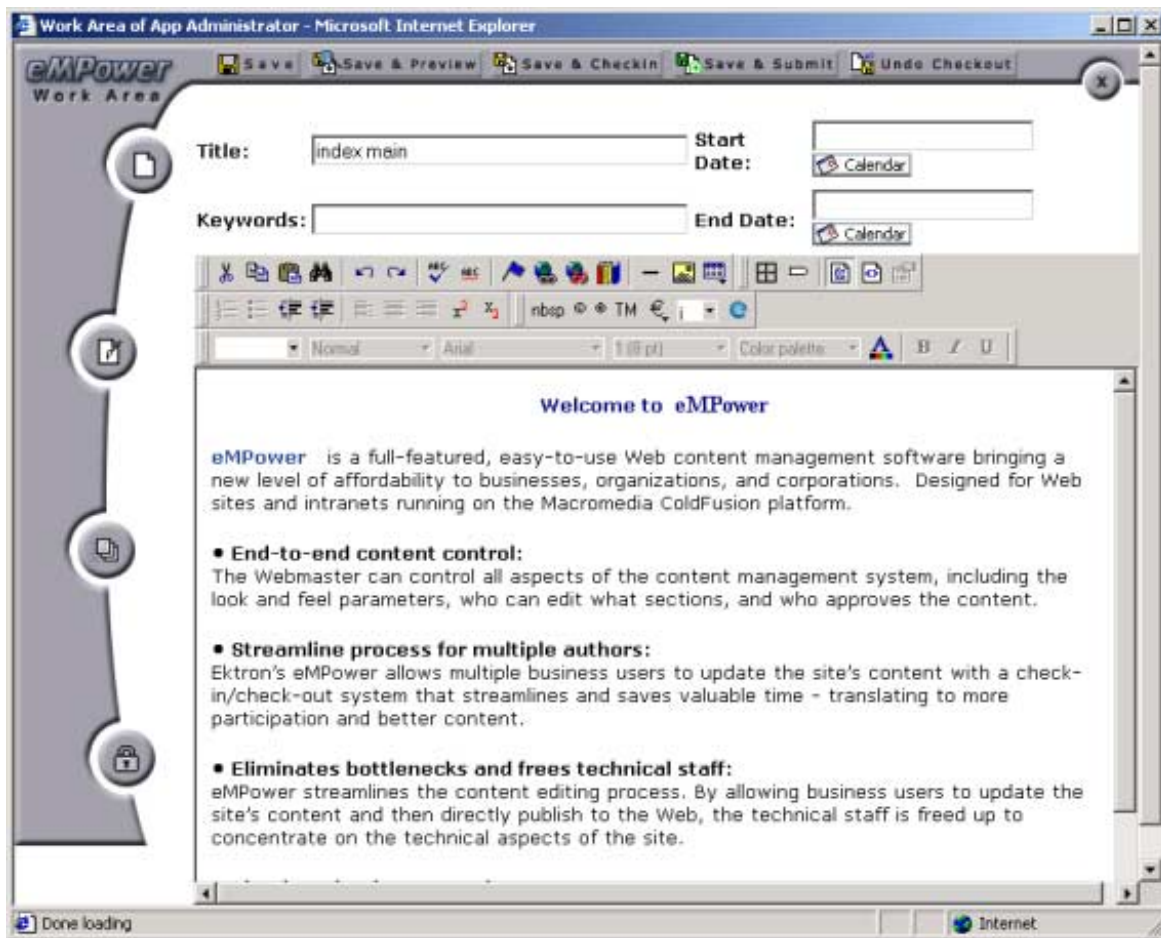 Work Area of App Administrator - Microsoft Internet Explorer
eMPower
Work Area
Save Save & Preview Save & Checkin Save & Submit Undo Checkout
x
Title: index main Start Date:
Calendar
Keywords: End Date:
Calendar
ABC ABC
x² x₂ nbsp © ® TM € ¡
Normal Arial 1 (8 pt) Color palette A B I U
Welcome to eMPower
eMPower is a full-featured, easy-to-use Web content management software bringing a
new level of affordability to businesses, organizations, and corporations. Designed for Web
sites and intranets running on the Macromedia ColdFusion platform.
• End-to-end content control:
The Webmaster can control all aspects of the content management system, including the
look and feel parameters, who can edit what sections, and who approves the content.
• Streamline process for multiple authors:
Ektron's eMPower allows multiple business users to update the site's content with a check-
in/check-out system that streamlines and saves valuable time - translating to more
participation and better content.
• Eliminates bottlenecks and frees technical staff:
eMPower streamlines the content editing process. By allowing business users to update the
site's content and then directly publish to the Web, the technical staff is freed up to
concentrate on the technical aspects of the site.
Done loading Internet